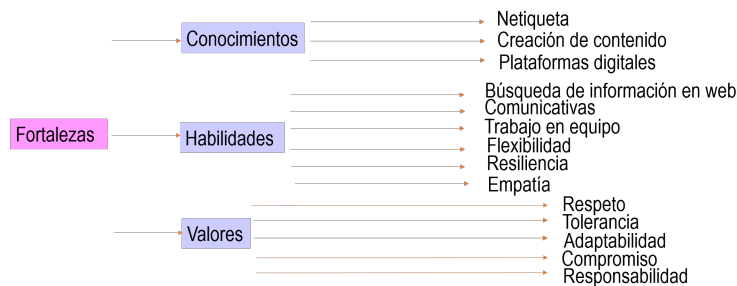 Fortalezas
Conocimientos
Netiqueta
Creación de contenido
Plataformas digitales
Habilidades
Búsqueda de información en web
Comunicativas
Trabajo en equipo
Flexibilidad
Resiliencia
Empatía
Valores
Respeto
Tolerancia
Adaptabilidad
Compromiso
Responsabilidad